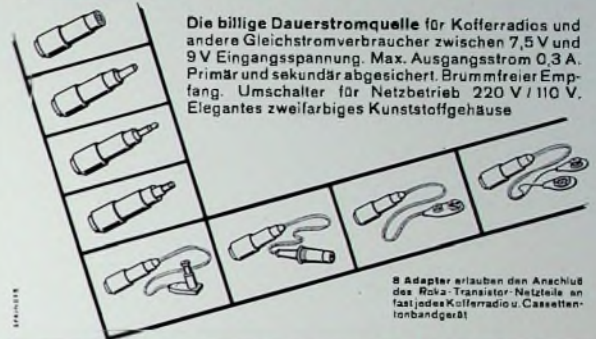 Die billige Dauerstromquelle für Kofferradios und
andere Gleichstromverbraucher zwischen 7,5 V und
9 V Eingangsspannung. Max. Ausgangsstrom 0,3 A.
Primär und sekundär abgesichert. Brummfreier Emp-
fang. Umschalter für Netzbetrieb 220 V / 110 V.
Elegantes zweifarbiges Kunststoffgehäuse
8 Adapter erlauben den Anschluß
des Roka-Transistor-Netzteils an
fast jedes Kofferradio u. Cassetten-
tonbandgerät
SPRINGER